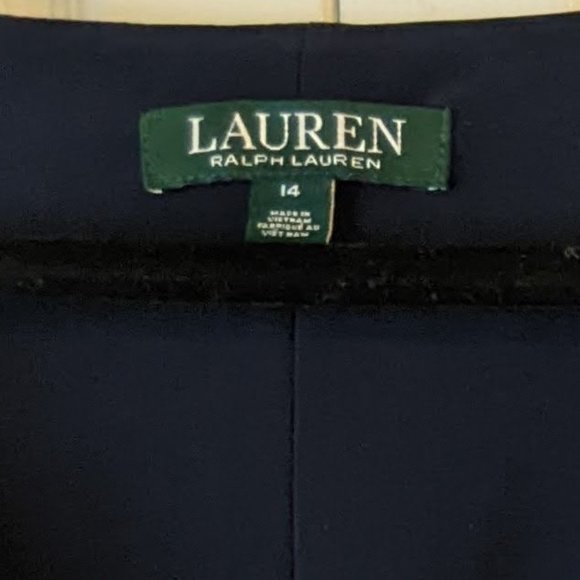 LAUREN
RALPH LAUREN
14
MADE IN
VIETNAM
FABRIQUÉ AU
VIET NAM